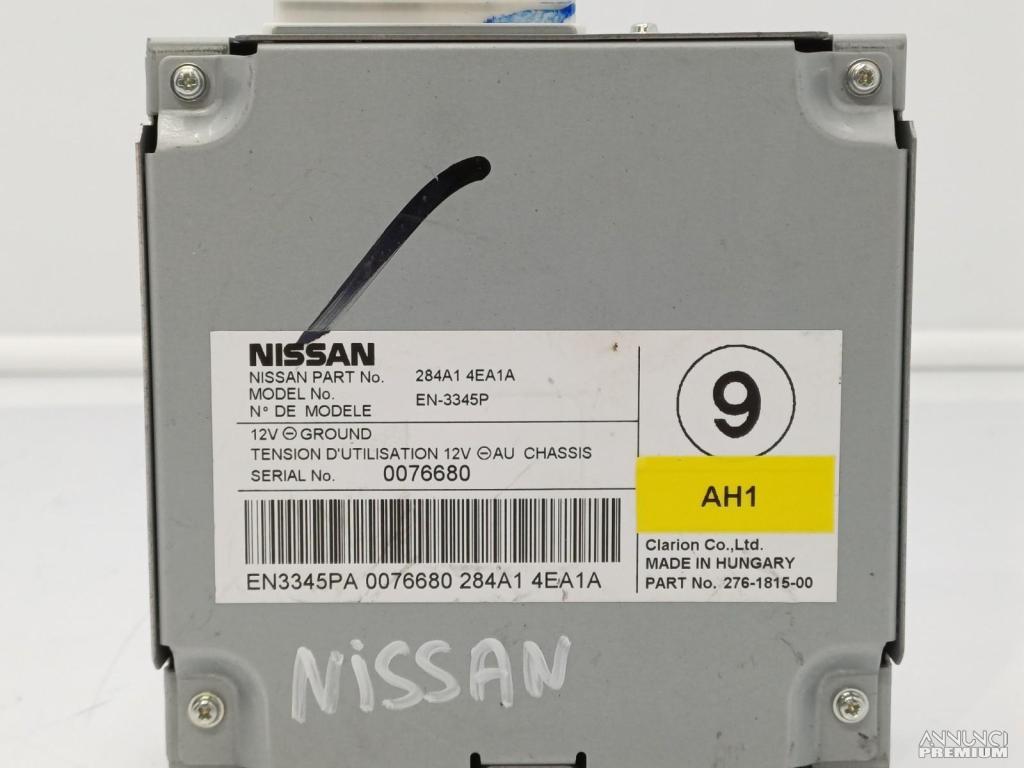 NISSAN
NISSAN PART No. 284A1 4EA1A
MODEL No. EN-3345P
N° DE MODELE
12V ⊖ GROUND
TENSION D'UTILISATION 12V ⊖ AU CHASSIS
SERIAL No. 0076680
EN3345PA 0076680 284A1 4EA1A
9
AH1
Clarion Co.,Ltd.
MADE IN HUNGARY
PART No. 276-1815-00
NiSSAN
ANNUNCI
PREMIUM